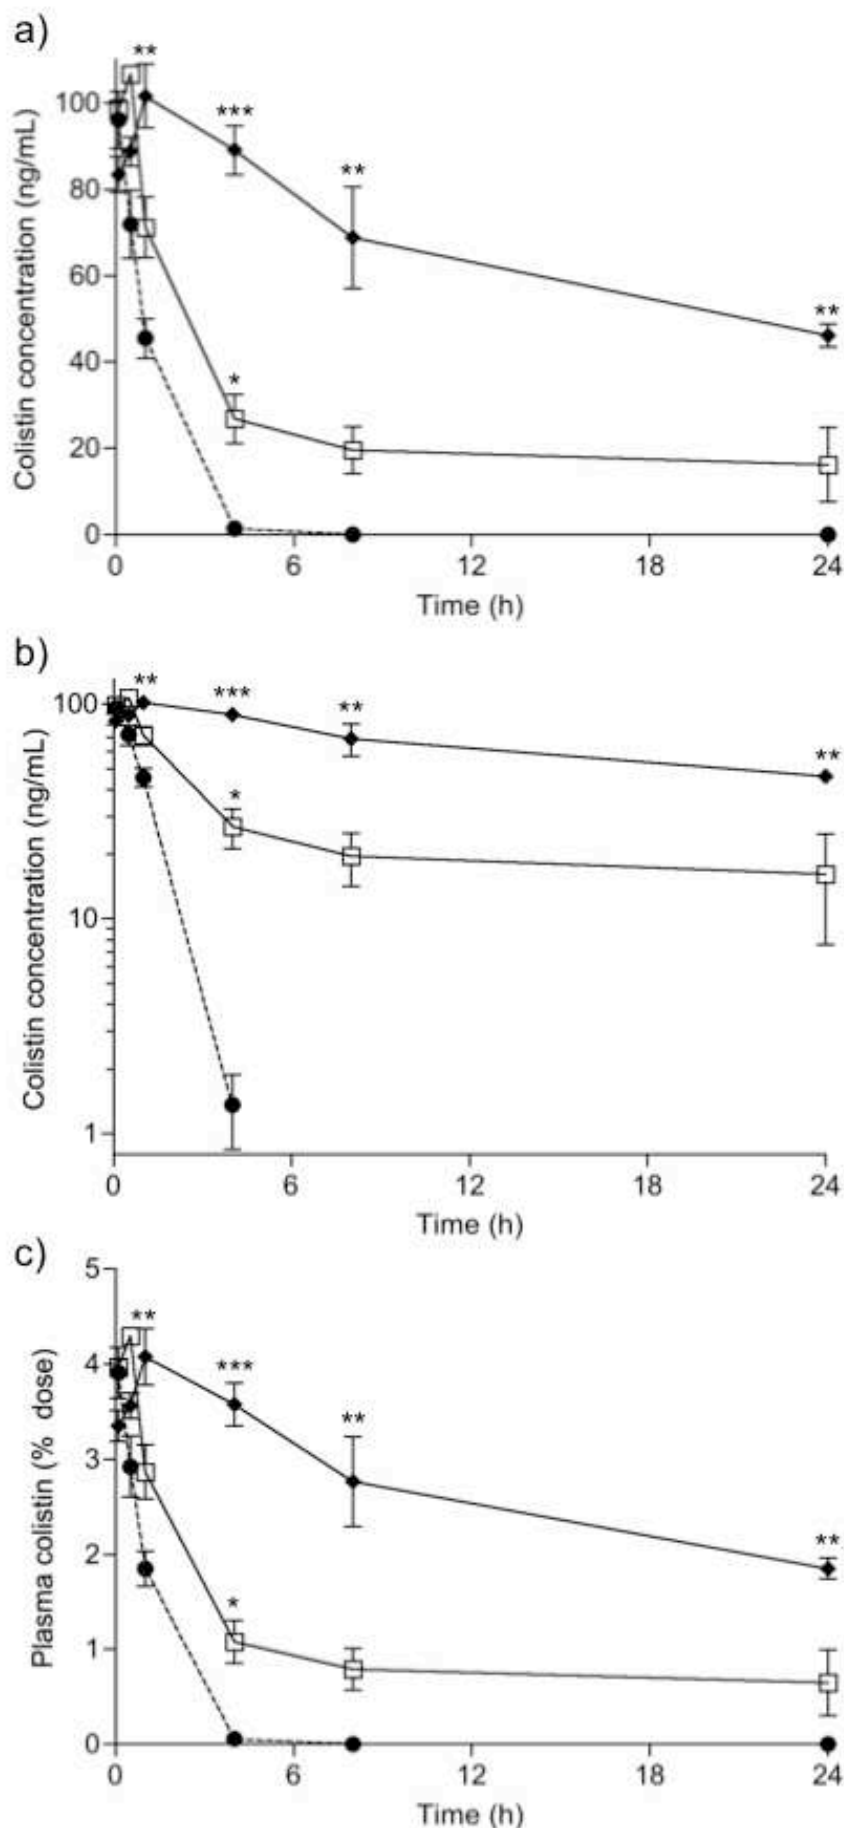 a)
**
***
**
**
*
Colistin concentration (ng/mL)
100
80
60
40
20
0
0 6 12 18 24
Time (h)
b)
**
***
**
**
*
Colistin concentration (ng/mL)
100
10
1
0 6 12 18 24
Time (h)
c)
**
***
**
**
*
Plasma colistin (% dose)
5
4
3
2
1
0
0 6 12 18 24
Time (h)